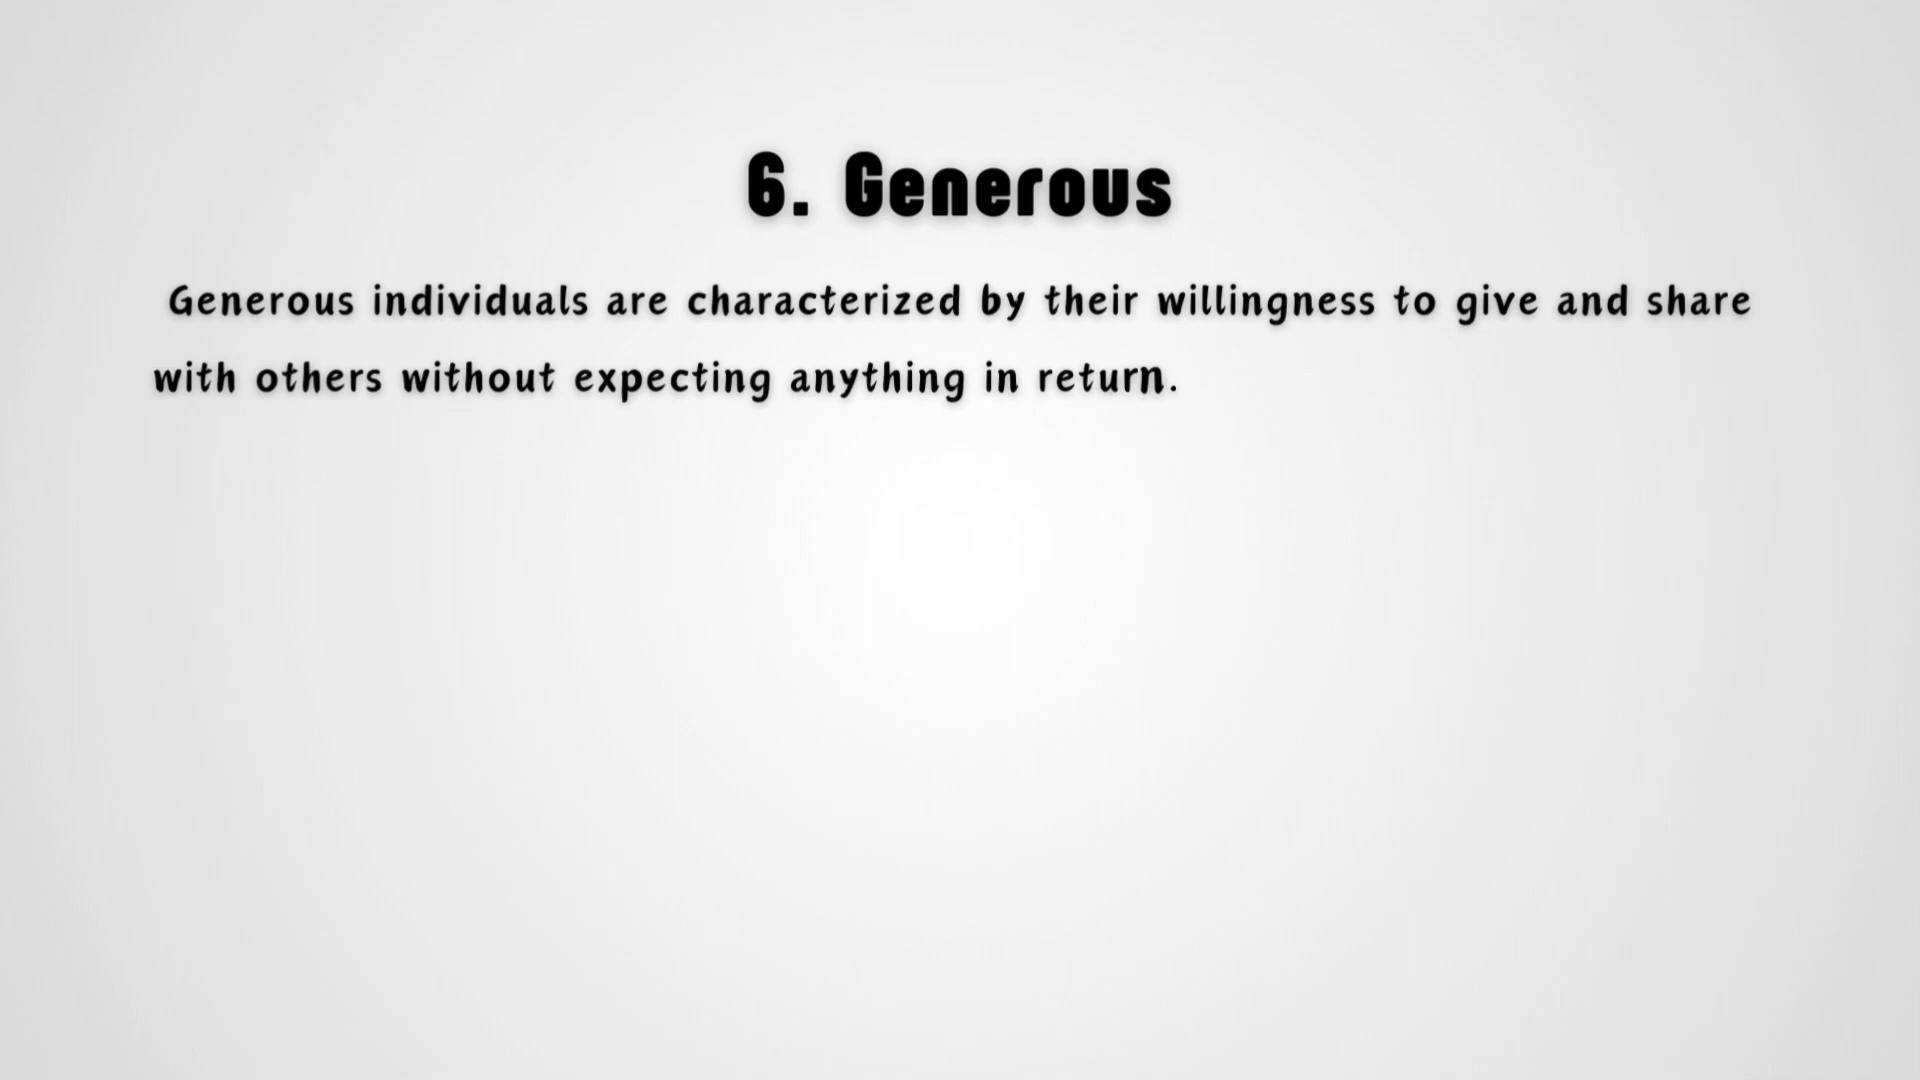 6. Generous
Generous individuals are characterized by their willingness to give and share
with others without expecting anything in return.